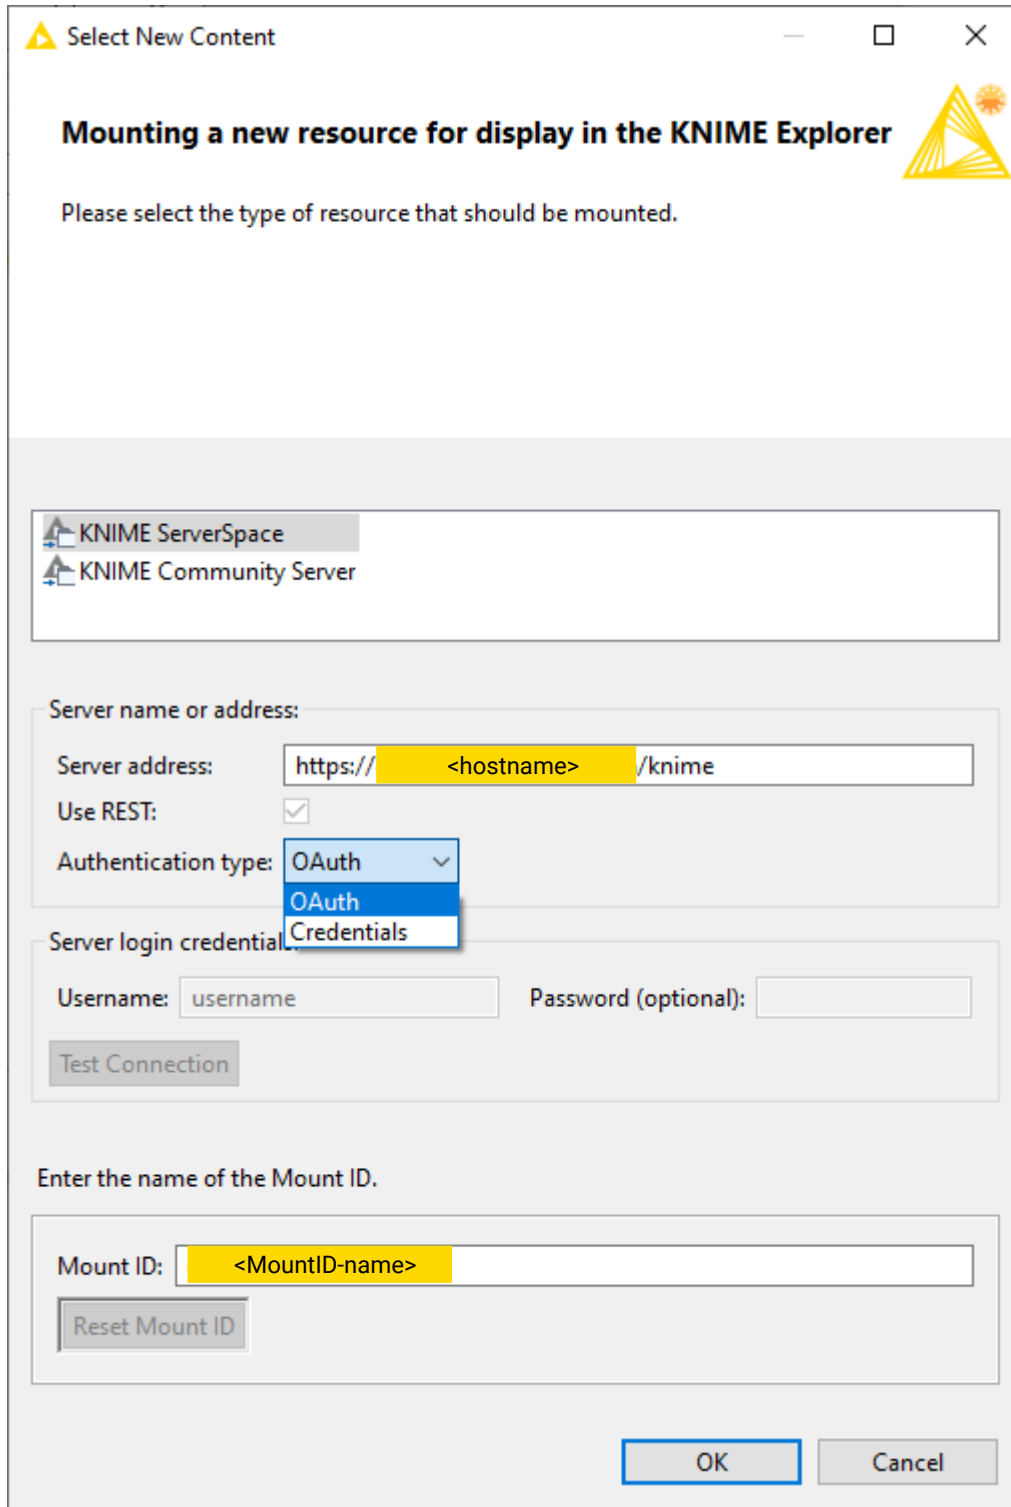 Select New Content
Mounting a new resource for display in the KNIME Explorer
Please select the type of resource that should be mounted.
KNIME ServerSpace
KNIME Community Server
Server name or address:
Server address: https:// <hostname> /knime
Use REST:
Authentication type: OAuth
OAuth
Credentials
Server login credential
Username: username Password (optional):
Test Connection
Enter the name of the Mount ID.
Mount ID: <MountID-name>
Reset Mount ID
OK Cancel